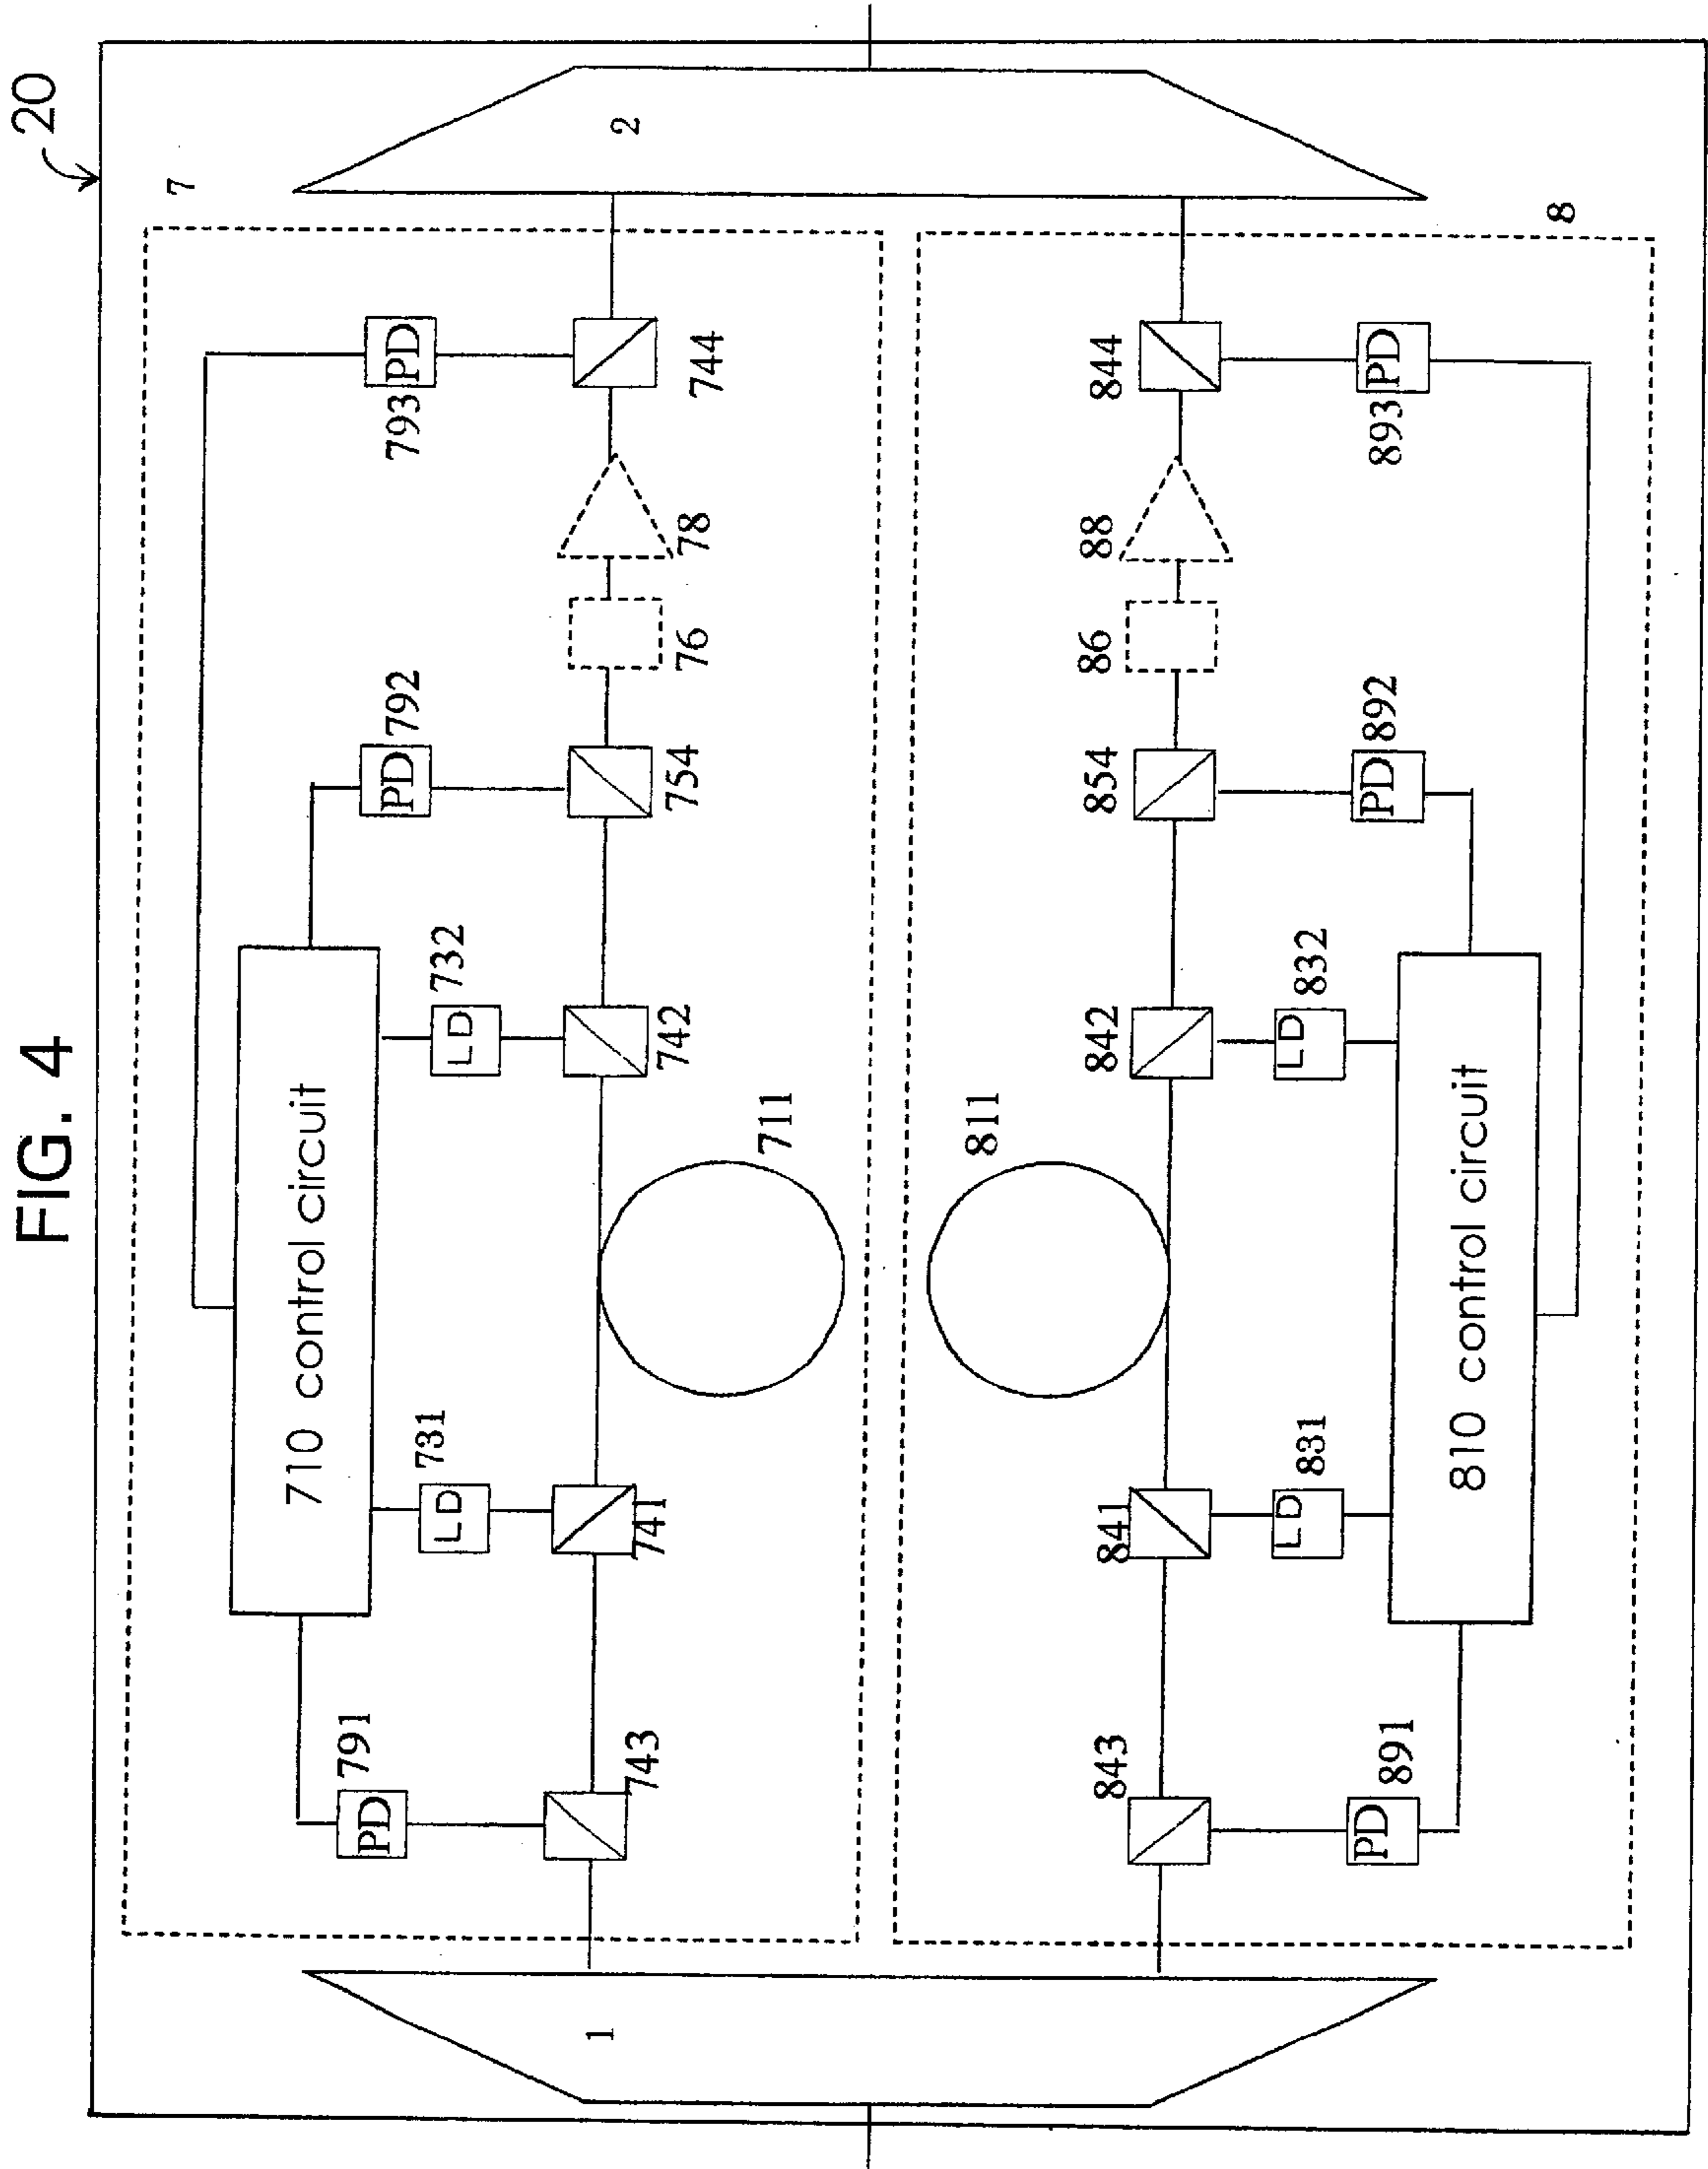 FIG. 4
20
7
710 control circuit
791
PD
792
PD
793
PD
731
LD
732
LD
743
741
742
754
76
78
744
711
1
2
811
843
841
842
854
86
88
844
831
LD
832
LD
891
PD
892
PD
893
PD
810 control circuit
8